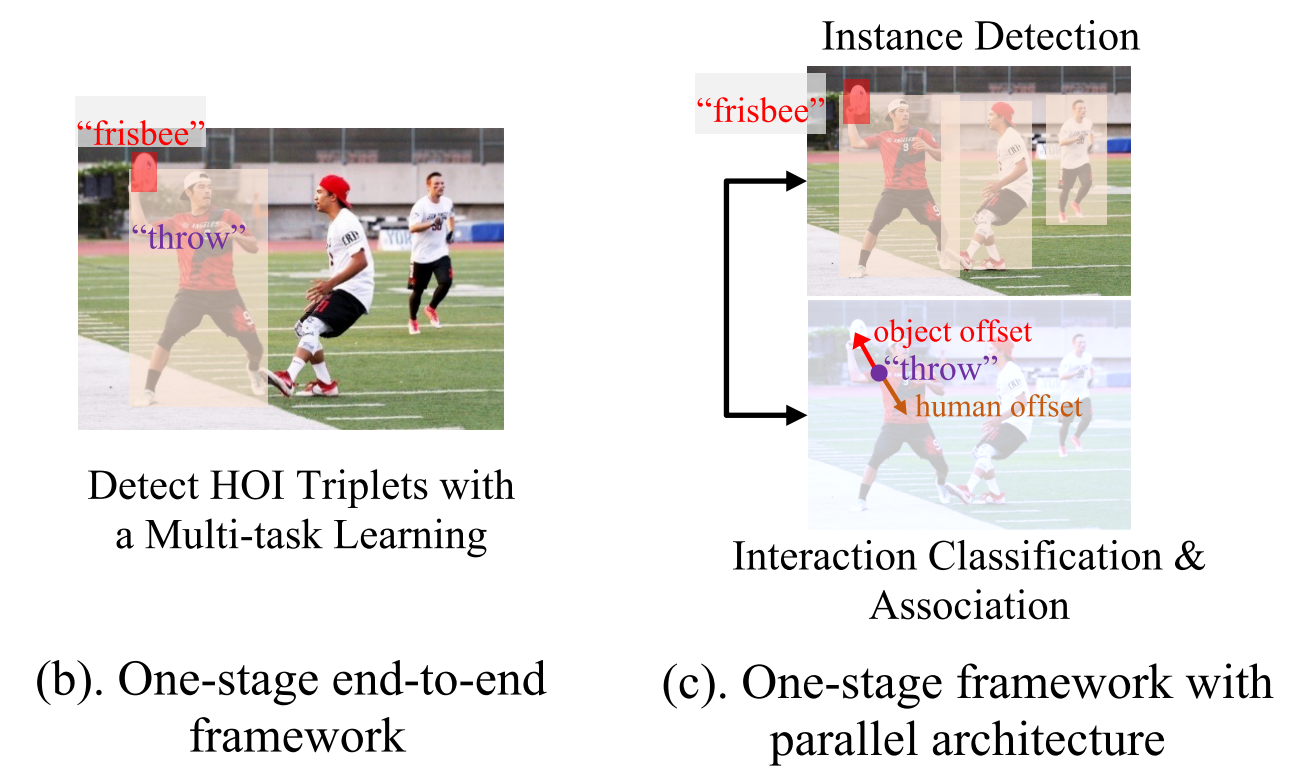 “frisbee”
“throw”
Detect HOI Triplets with
a Multi-task Learning
(b). One-stage end-to-end
framework
Instance Detection
“frisbee”
object offset
“throw”
human offset
Interaction Classification &
Association
(c). One-stage framework with
parallel architecture